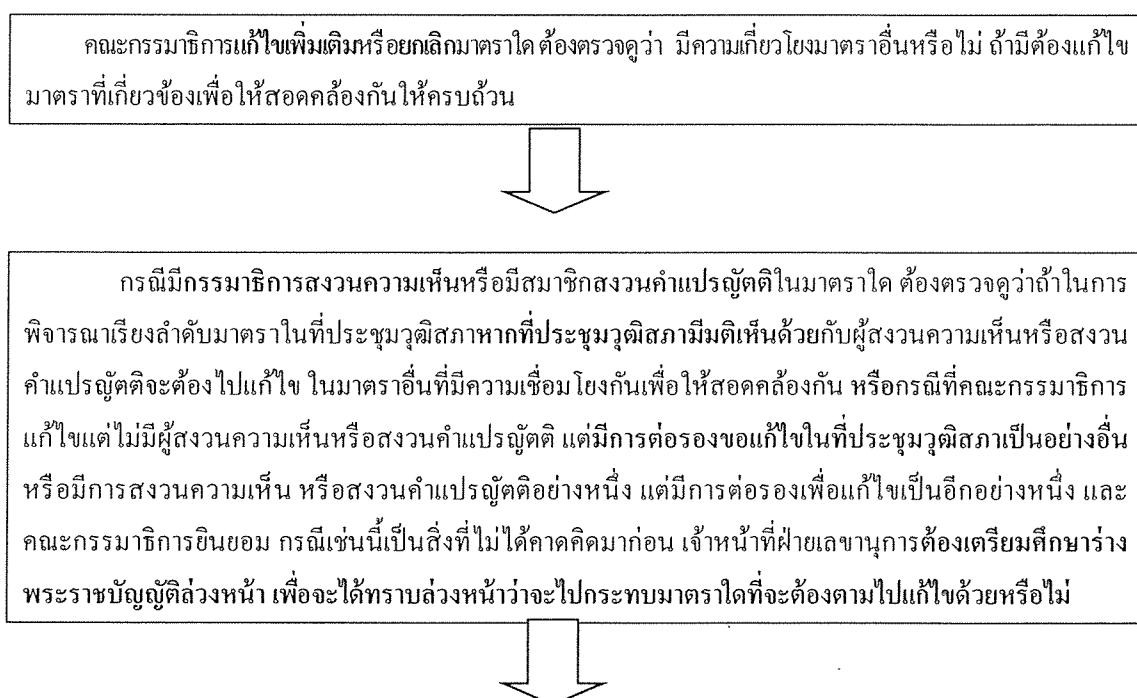 คณะกรรมาธิการแก้ไขเพิ่มเติมหรือยกเลิกมาตราใด ต้องตรวจดูว่า มีความเกี่ยวโยงมาตราอื่นหรือไม่ ถ้ามีต้องแก้ไข
มาตราที่เกี่ยวข้องเพื่อให้สอดคล้องกันให้ครบถ้วน
กรณีมีกรรมาธิการสงวนความเห็นหรือมีสมาชิกสงวนคำแปรญัตติในมาตราใด ต้องตรวจดูว่าถ้าในการ
พิจารณาเรียงลำดับมาตราในที่ประชุมวุฒิสภาหากที่ประชุมวุฒิสภามีมติเห็นด้วยกับผู้สงวนความเห็นหรือสงวน
คำแปรญัตติจะต้องไปแก้ไข ในมาตราอื่นที่มีความเชื่อมโยงกันเพื่อให้สอดคล้องกัน หรือกรณีที่คณะกรรมาธิการ
แก้ไขแต่ไม่มีผู้สงวนความเห็นหรือสงวนคำแปรญัตติ แต่มีการต่อรองขอแก้ไขในที่ประชุมวุฒิสภาเป็นอย่างอื่น
หรือมีการสงวนความเห็น หรือสงวนคำแปรญัตติอย่างหนึ่ง แต่มีการต่อรองเพื่อแก้ไขเป็นอีกอย่างหนึ่ง และ
คณะกรรมาธิการยินยอม กรณีเช่นนี้เป็นสิ่งที่ไม่ได้คาดคิดมาก่อน เจ้าหน้าที่ฝ่ายเลขานุการต้องเตรียมศึกษาร่าง
พระราชบัญญัติล่วงหน้า เพื่อจะได้ทราบล่วงหน้าว่าจะไปกระทบมาตราใดที่จะต้องตามไปแก้ไขด้วยหรือไม่